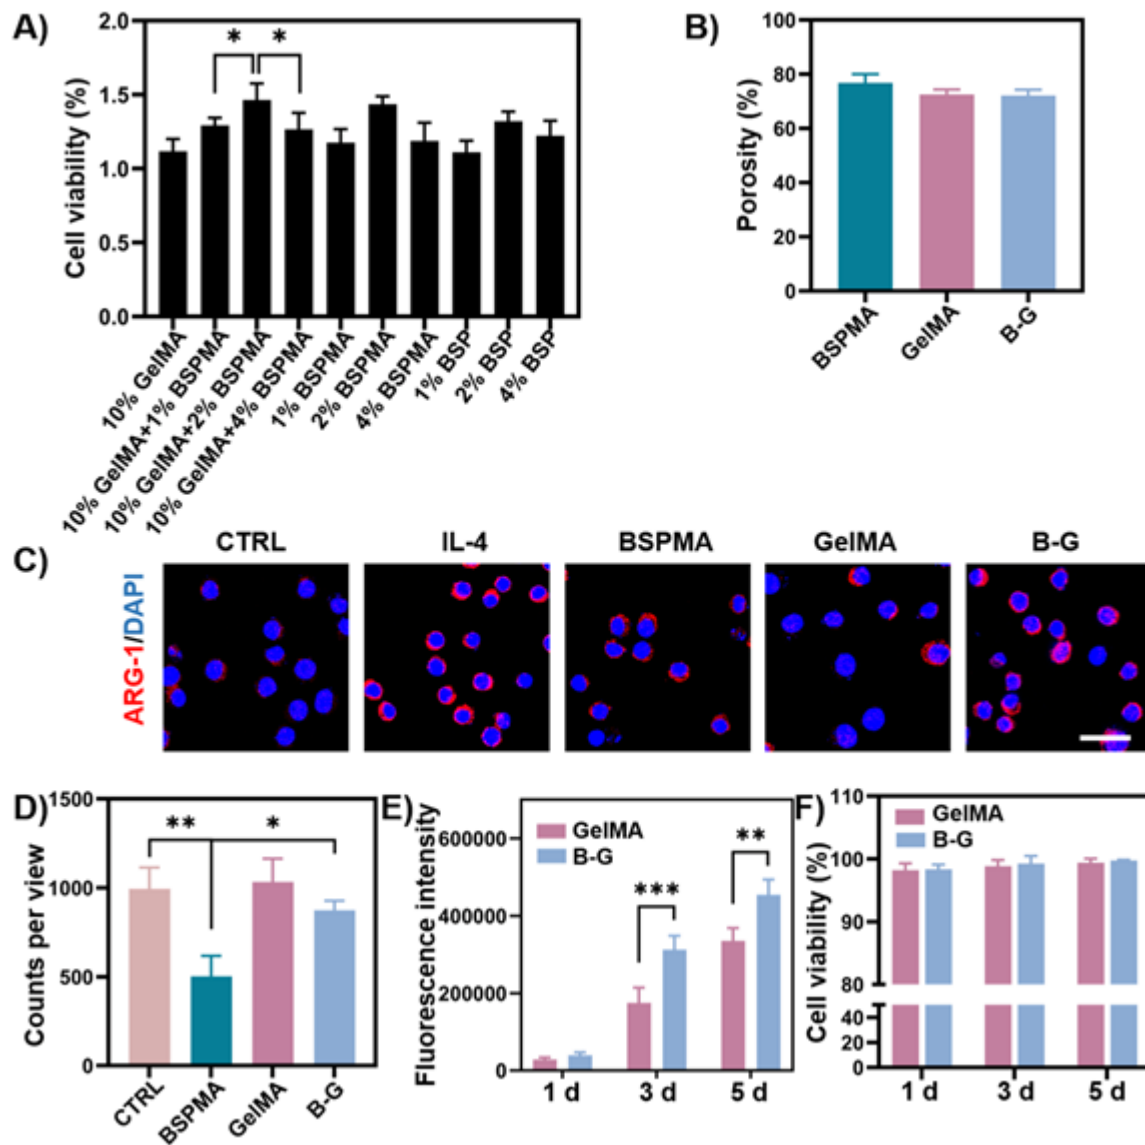 A)
Cell viability (%)
2.0
1.5
1.0
0.5
0.0
* *
10% GelMA
10% GelMA+1% BSPMA
10% GelMA+2% BSPMA
10% GelMA+4% BSPMA
1% BSPMA
2% BSPMA
4% BSPMA
1% BSP
2% BSP
4% BSP
B)
Porosity (%)
100
80
60
40
20
0
BSPMA
GelMA
B-G
C)
CTRL IL-4 BSPMA GelMA B-G
ARG-1/DAPI
D)
Counts per view
1500
1000
500
0
** *
CTRL
BSPMA
GelMA
B-G
E)
Fluorescence intensity
600000
400000
200000
0
GelMA
B-G
***
**
1 d 3 d 5 d
F)
Cell viability (%)
110
100
90
80
40
20
0
GelMA
B-G
1 d 3 d 5 d